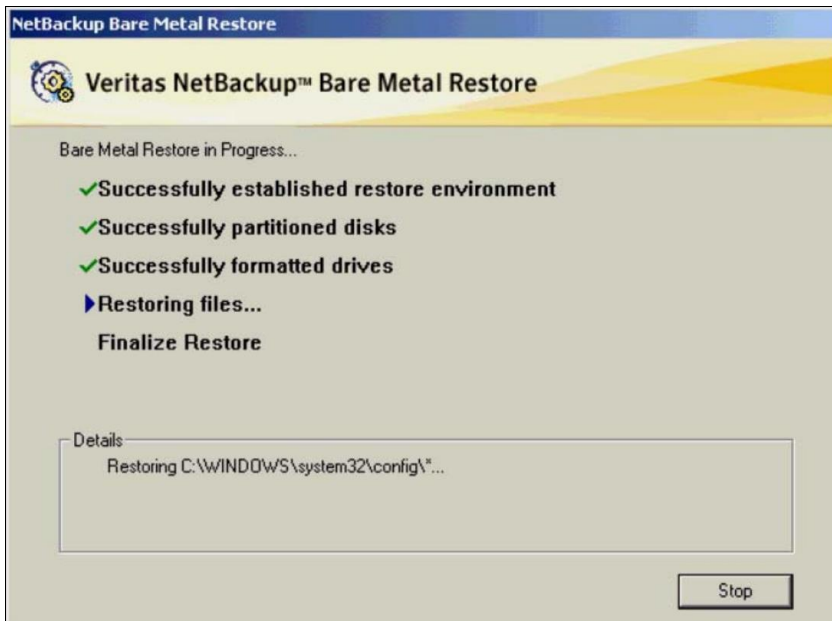 NetBackup Bare Metal Restore
Veritas NetBackup™ Bare Metal Restore
Bare Metal Restore in Progress...
Successfully established restore environment
Successfully partitioned disks
Successfully formatted drives
Restoring files...
Finalize Restore
Details
Restoring C:\WINDOWS\system32\config\*...
Stop